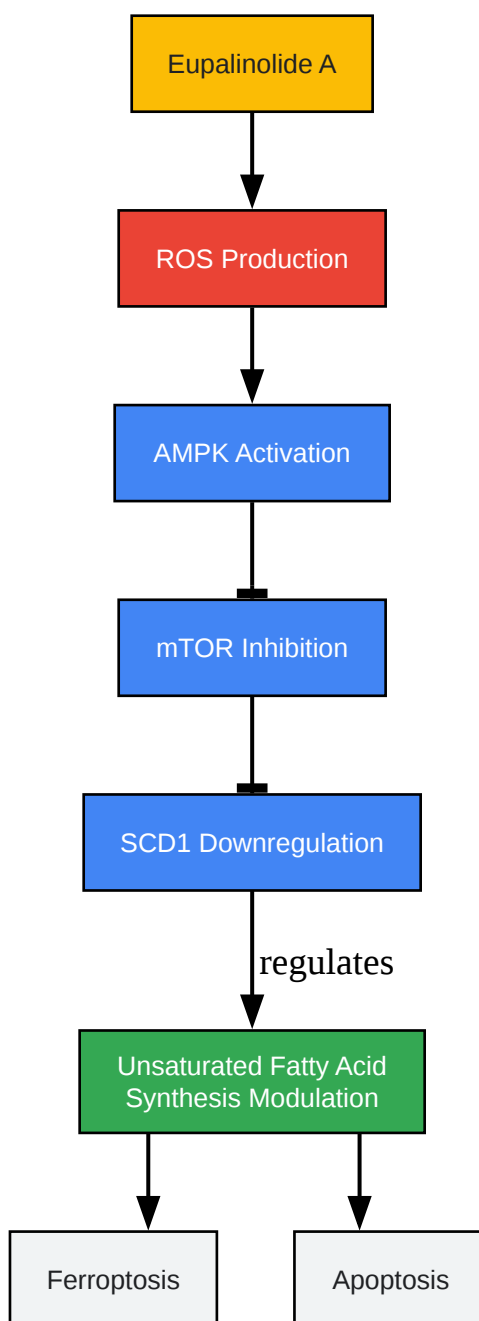 Eupalinolide A
ROS Production
AMPK Activation
mTOR Inhibition
SCD1 Downregulation
regulates
Unsaturated Fatty Acid
Synthesis Modulation
Ferroptosis
Apoptosis